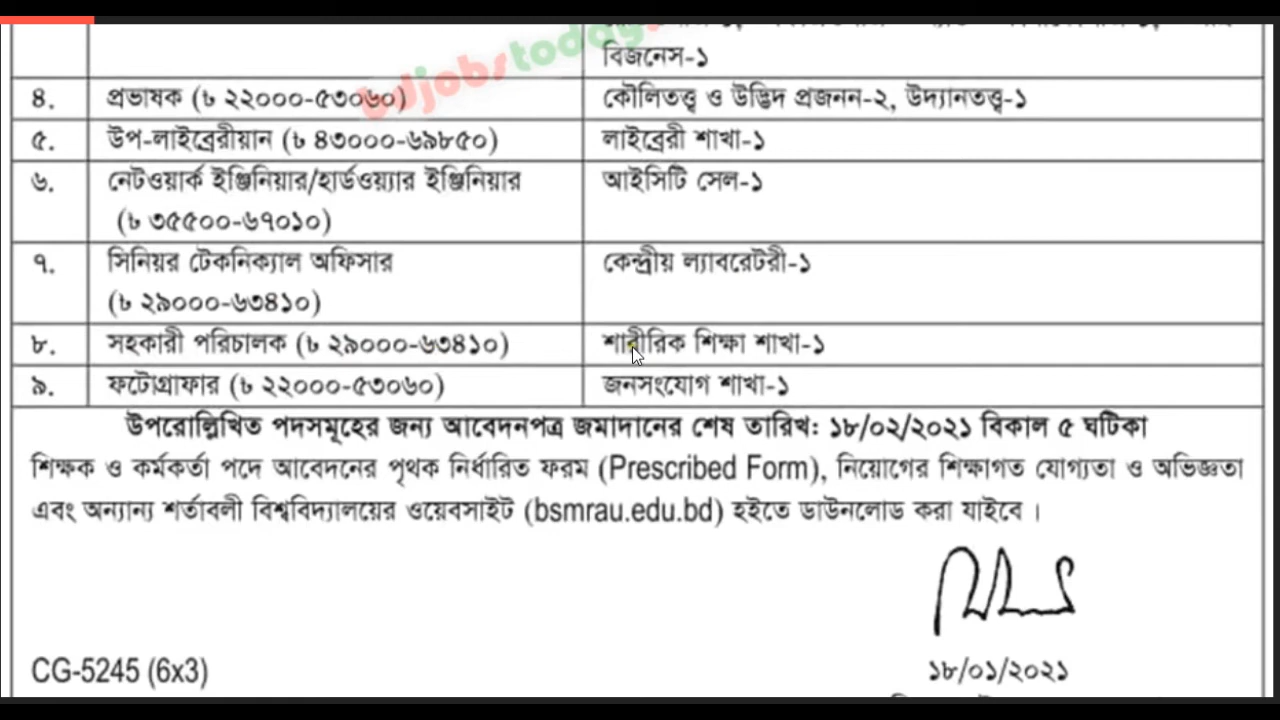 bdjobstoday
বিজনেস-১
৪. প্রভাষক (৳ ২২০০০-৫৩০৬০) কৌলিতত্ত্ব ও উদ্ভিদ প্রজনন-২, উদ্যানতত্ত্ব-১
৫. উপ-লাইব্রেরীয়ান (৳ ৪৩০০০-৬৯৮৫০) লাইব্রেরী শাখা-১
৬. নেটওয়ার্ক ইঞ্জিনিয়ার/হার্ডওয়্যার ইঞ্জিনিয়ার আইসিটি সেল-১
(৳ ৩৫৫০০-৬৭০১০)
৭. সিনিয়র টেকনিক্যাল অফিসার কেন্দ্রীয় ল্যাবরেটরী-১
(৳ ২৯০০০-৬৩৪১০)
৮. সহকারী পরিচালক (৳ ২৯০০০-৬৩৪১০) শারীরিক শিক্ষা শাখা-১
৯. ফটোগ্রাফার (৳ ২২০০০-৫৩০৬০) জনসংযোগ শাখা-১
উপরোল্লিখিত পদসমূহের জন্য আবেদনপত্র জমাদানের শেষ তারিখ: ১৮/০২/২০২১ বিকাল ৫ ঘটিকা
শিক্ষক ও কর্মকর্তা পদে আবেদনের পৃথক নির্ধারিত ফরম (Prescribed Form), নিয়োগের শিক্ষাগত যোগ্যতা ও অভিজ্ঞতা
এবং অন্যান্য শর্তাবলী বিশ্ববিদ্যালয়ের ওয়েবসাইট (bsmrau.edu.bd) হইতে ডাউনলোড করা যাইবে।
CG-5245 (6x3) ১৮/০১/২০২১